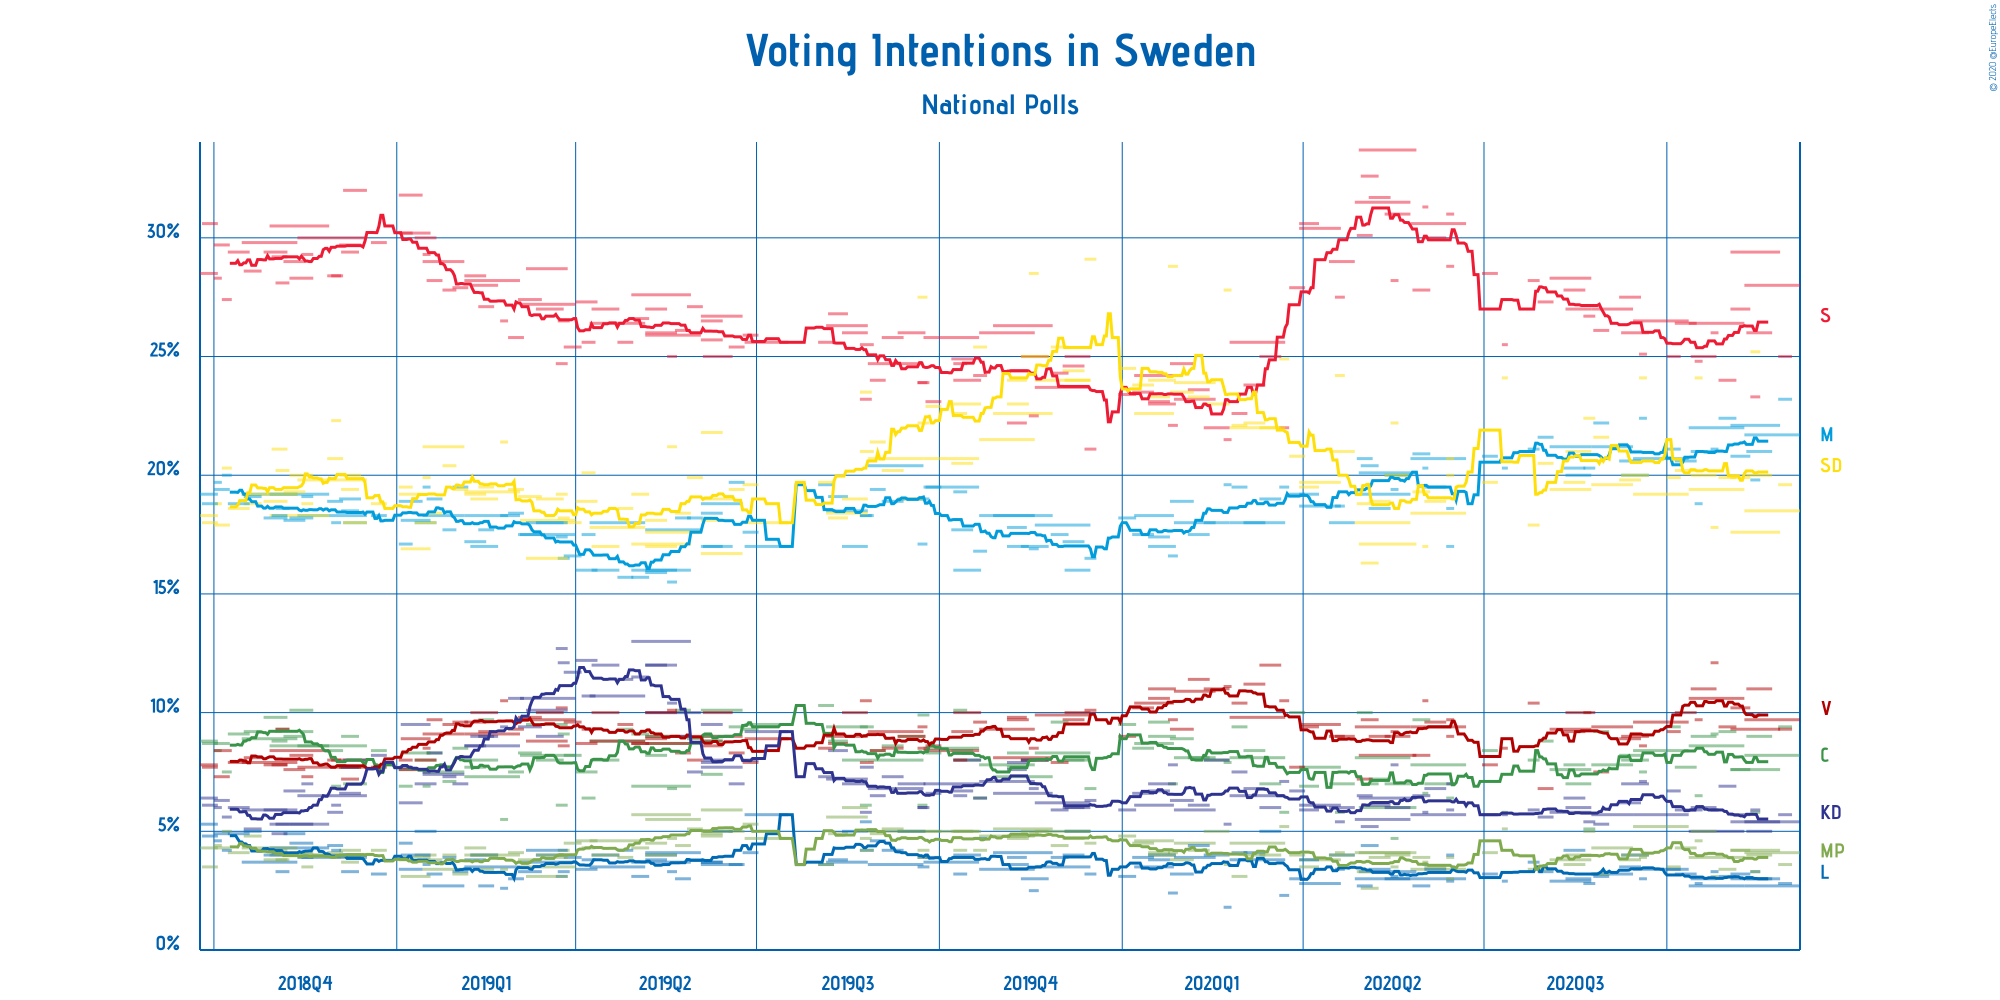 Voting Intentions in Sweden
National Polls
© 2020 @EuropeElects
30%
25%
20%
15%
10%
5%
0%
S
M
SD
V
C
KD
MP
L
2018Q4 2019Q1 2019Q2 2019Q3 2019Q4 2020Q1 2020Q2 2020Q3